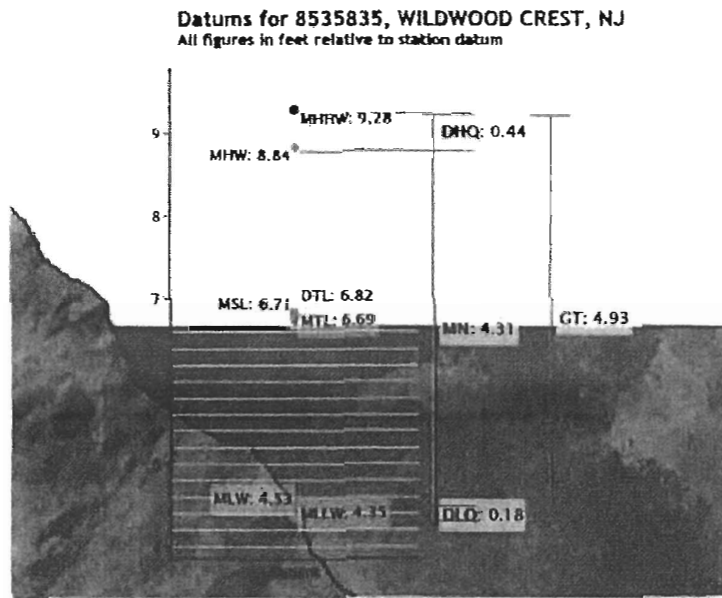 Datums for 8535835, WILDWOOD CREST, NJ
All figures in feet relative to station datum
MHHW: 9.28
9
DHQ: 0.44
MHW: 8.84
8
DTL: 6.82
MSL: 6.71
7
MTL: 6.69
MN: 4.31
GT: 4.93
MLW: 4.53
MLLW: 4.35
DLQ: 0.18